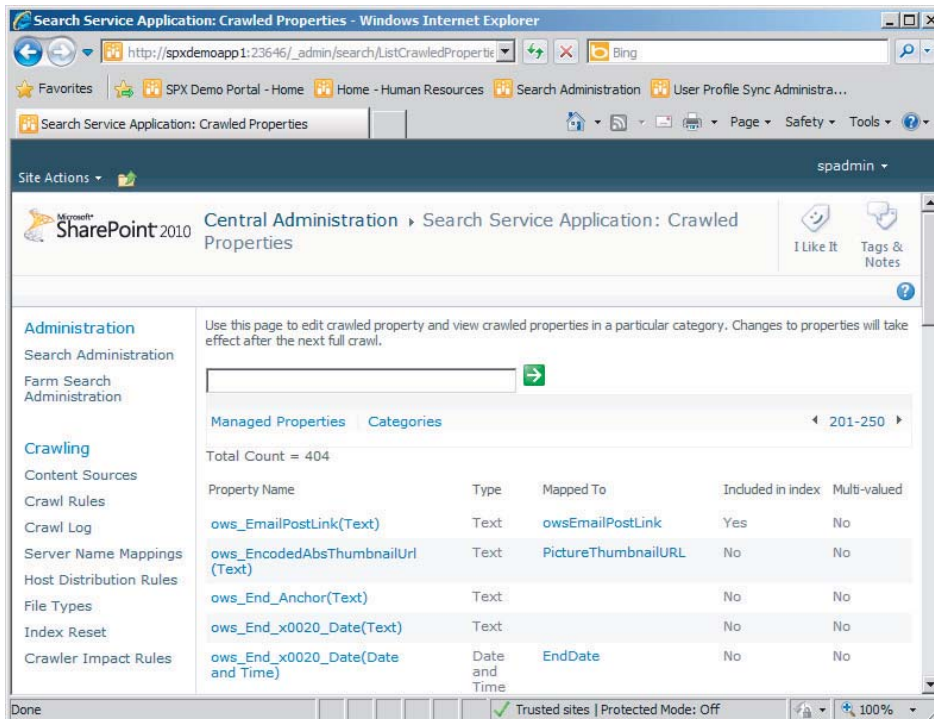 Search Service Application: Crawled Properties - Windows Internet Explorer
http://spxdemoapp1:23646/_admin/search/ListCrawledPropertie
Bing
Favorites
SPX Demo Portal - Home
Home - Human Resources
Search Administration
User Profile Sync Administra...
Search Service Application: Crawled Properties
Page
Safety
Tools
spadmin
Site Actions
Microsoft®
SharePoint 2010
Central Administration
Search Service Application: Crawled
Properties
I Like It
Tags &
Notes
Administration
Search Administration
Farm Search
Administration
Crawling
Content Sources
Crawl Rules
Crawl Log
Server Name Mappings
Host Distribution Rules
File Types
Index Reset
Crawler Impact Rules
Use this page to edit crawled property and view crawled properties in a particular category. Changes to properties will take
effect after the next full crawl.
Managed Properties
Categories
201-250
Total Count = 404
Property Name Type Mapped To Included in index Multi-valued
ows_EmailPostLink(Text) Text owsEmailPostLink Yes No
ows_EncodedAbsThumbnailUrl Text PictureThumbnailURL No No
(Text)
ows_End_Anchor(Text) Text No No
ows_End_x0020_Date(Text) Text No No
ows_End_x0020_Date(Date Date EndDate No No
and Time) and
Time
Done
Trusted sites | Protected Mode: Off
100%